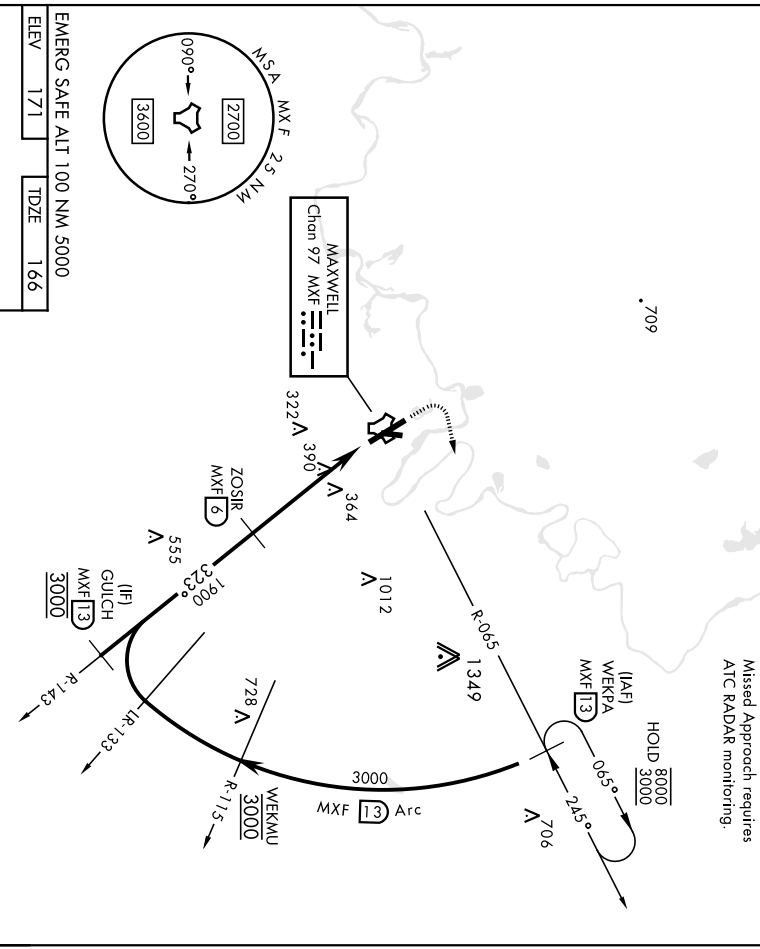 Missed Approach requires
ATC RADAR monitoring.
HOLD 8000
3000
(IAF)
WEKPA
MXF 13
065°
245°
R-065
709
706
1349
1012
3000
MXF 13 Arc
WEKMU
3000
R-115
728
LR-133
R-143
(IF)
GULCH
MXF 13
3000
323°
1900
555
ZOSIR
MXF 6
364
390
322
MAXWELL
Chan 97 MXF
MSA MXF 25 NM
2700
3600
090°
270°
EMERG SAFE ALT 100 NM 5000
ELEV 171
TDZE 166